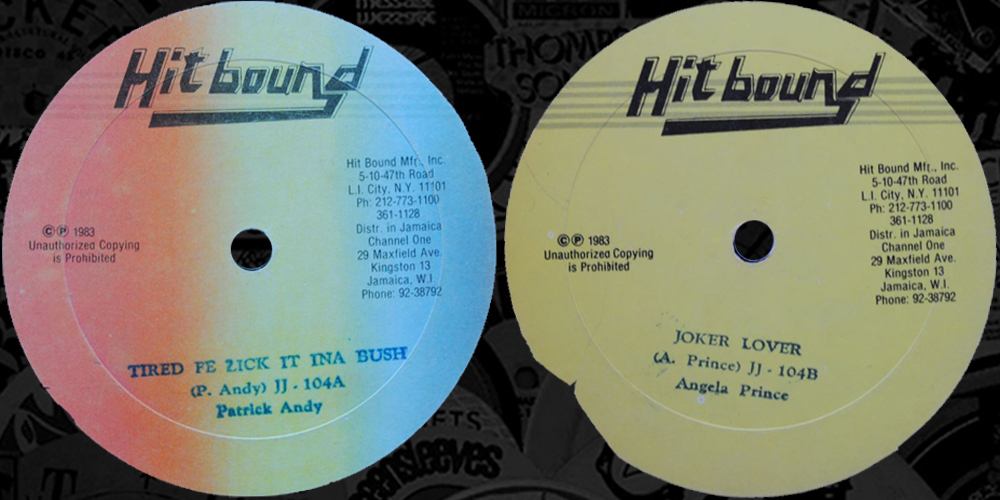 Hit bound
Hit Bound Mfr., Inc.
5-10-47th Road
L.I. City, N.Y. 11101
Ph: 212-773-1100
361-1128
Distr. in Jamaica
Channel One
29 Maxfield Ave.
Kingston 13
Jamaica, W.I.
Phone: 92-38792
© ℗ 1983
Unauthorized Copying
is Prohibited
TIRED FE LICK IT INA BUSH
(P. Andy) JJ - 104A
Patrick Andy
Hit bound
Hit Bound Mfr., Inc.
5-10-47th Road
L.I. City, N.Y. 11101
Ph: 212-773-1100
361-1128
Distr. in Jamaica
Channel One
29 Maxfield Ave.
Kingston 13
Jamaica, W.I.
Phone: 92-38792
© ℗ 1983
Unauthorized Copying
is Prohibited
JOKER LOVER
(A. Prince) JJ - 104B
Angela Prince
MICRON